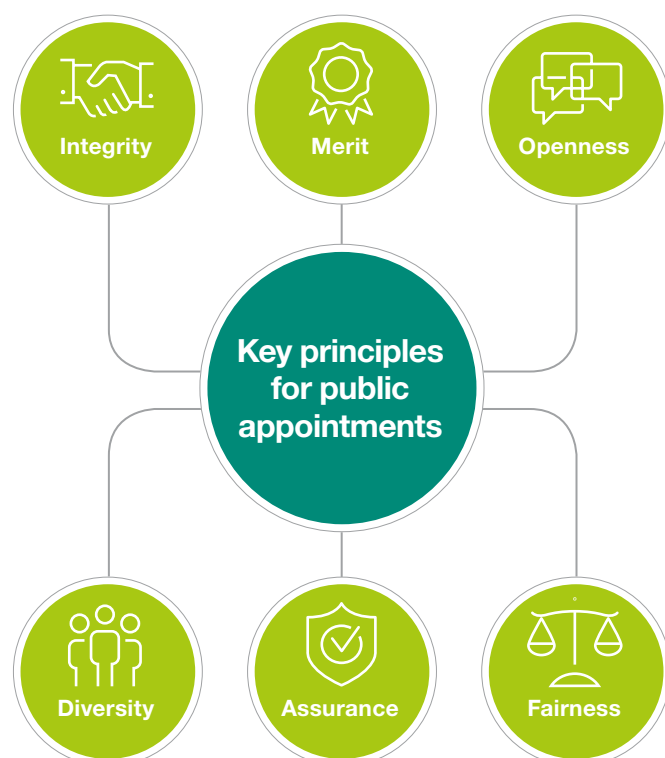 Integrity
Merit
Openness
Key principles
for public
appointments
Diversity
Assurance
Fairness